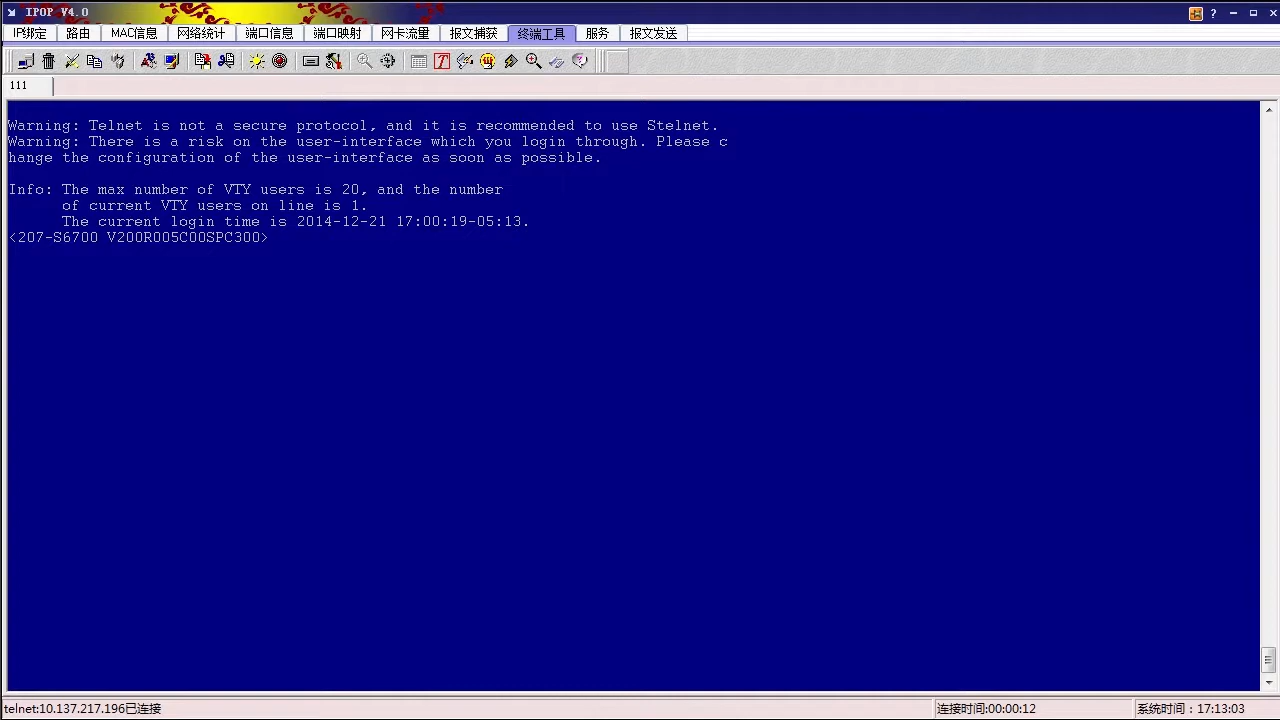 IPOP V4.0
IP绑定 路由 MAC信息 网络统计 端口信息 端口映射 网卡流量 报文捕获 终端工具 服务 报文发送
111
Warning: Telnet is not a secure protocol, and it is recommended to use Stelnet.
Warning: There is a risk on the user-interface which you login through. Please c
hange the configuration of the user-interface as soon as possible.
Info: The max number of VTY users is 20, and the number
of current VTY users on line is 1.
The current login time is 2014-12-21 17:00:19-05:13.
<207-S6700 V200R005C00SPC300>
telnet:10.137.217.196已连接 连接时间:00:00:12 系统时间：17:13:03